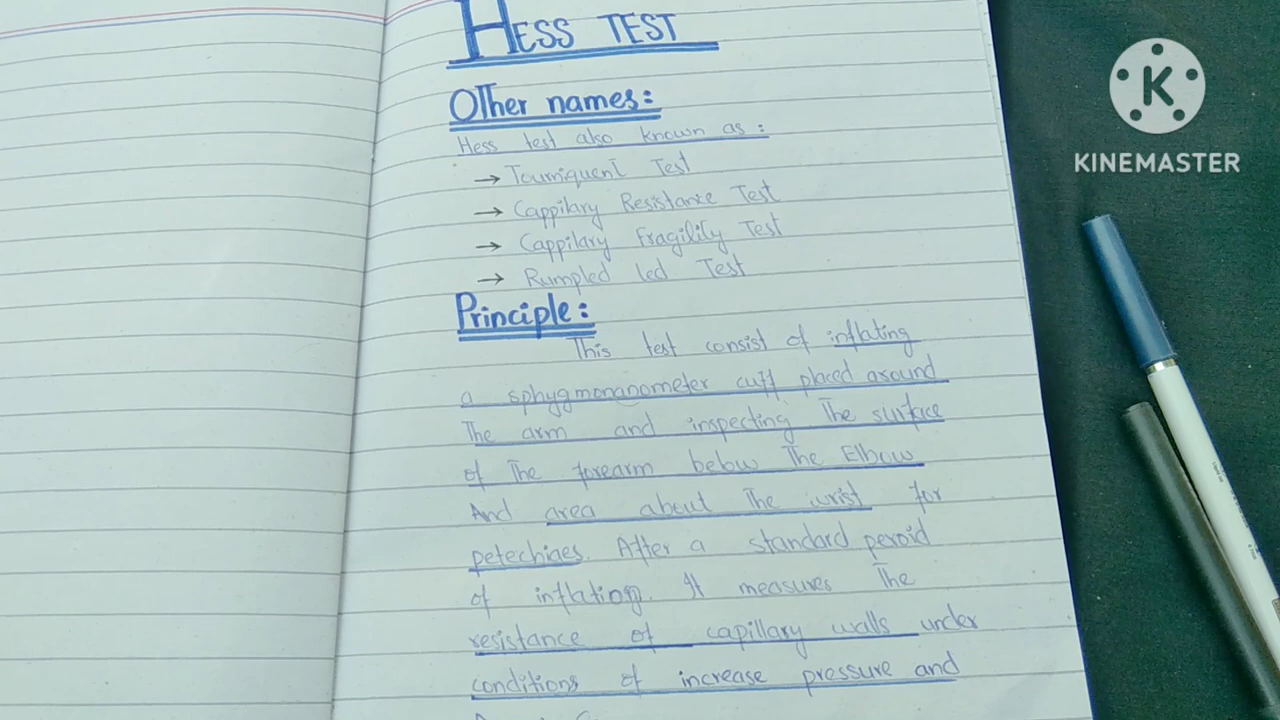 HESS TEST
Other names:
Hess test also known as:
→ Tourniquent Test
→ Cappilary Resistance Test
→ Cappilary Fragility Test
→ Rumpled Led Test
Principle:
This test consist of inflating
a sphygmonanometer cuff placed around
The arm and inspecting The surface
of The forearm below The Elbow
And area about The wrist for
petechiaes. After a standard peroid
of inflating. It measures The
resistance of capillary walls under
conditions of increase pressure and
K
KINEMASTER